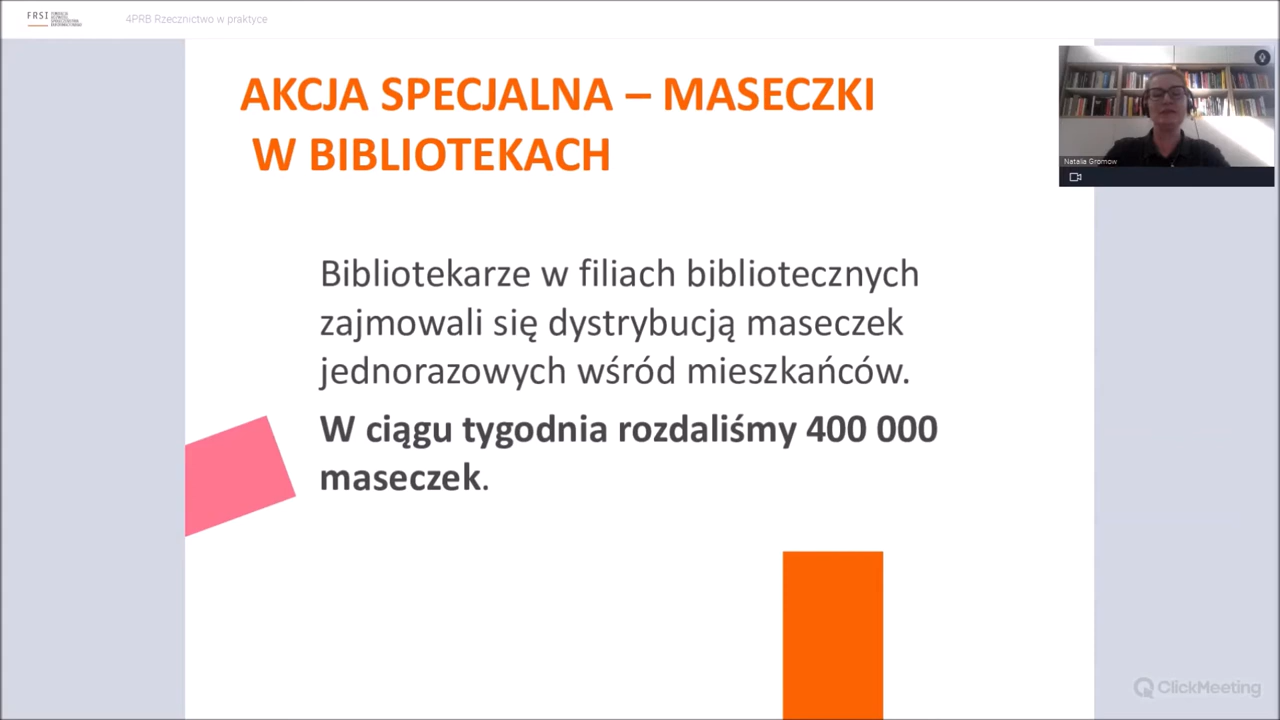 FRSI
4PRB Rzecznictwo w praktyce
AKCJA SPECJALNA – MASECZKI
W BIBLIOTEKACH
Natalia Gromow
Bibliotekarze w filiach bibliotecznych
zajmowali się dystrybucją maseczek
jednorazowych wśród mieszkańców.
W ciągu tygodnia rozdaliśmy 400 000
maseczek.
ClickMeeting